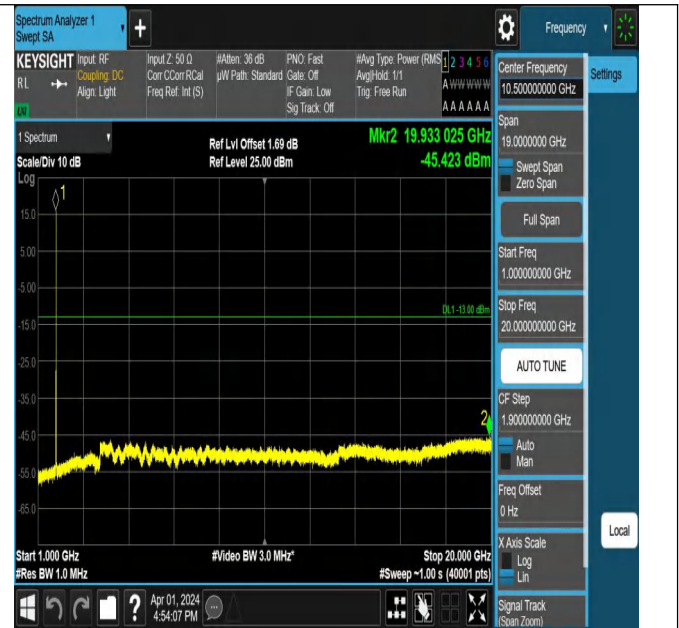 Spectrum Analyzer 1
Swept SA
+
Frequency
KEYSIGHT
RL
LXI
Input: RF
Coupling: DC
Align: Light
Input Z: 50 Ω
Corr CCorr RCal
Freq Ref: Int (S)
#Atten: 36 dB
µW Path: Standard
PNO: Fast
Gate: Off
IF Gain: Low
Sig Track: Off
#Avg Type: Power (RMS
Avg|Hold: 1/1
Trig: Free Run
1 2 3 4 5 6
A W W W W W
A A A A A A
Center Frequency
10.500000000 GHz
Settings
Span
19.0000000 GHz
Swept Span
Zero Span
Full Span
Start Freq
1.000000000 GHz
Stop Freq
20.000000000 GHz
AUTO TUNE
CF Step
1.900000000 GHz
Auto
Man
Freq Offset
0 Hz
X Axis Scale
Log
Lin
Local
Signal Track
(Span Zoom)
1 Spectrum
Scale/Div 10 dB
Log
Ref Lvl Offset 1.69 dB
Ref Level 25.00 dBm
Mkr2 19.933 025 GHz
-45.423 dBm
1
15.0
5.00
-5.00
DL1 -13.00 dBm
-15.0
-25.0
-35.0
2
-45.0
-55.0
-65.0
Start 1.000 GHz
#Res BW 1.0 MHz
#Video BW 3.0 MHz*
Stop 20.000 GHz
#Sweep ~1.00 s (40001 pts)
?
Apr 01, 2024
4:54:07 PM